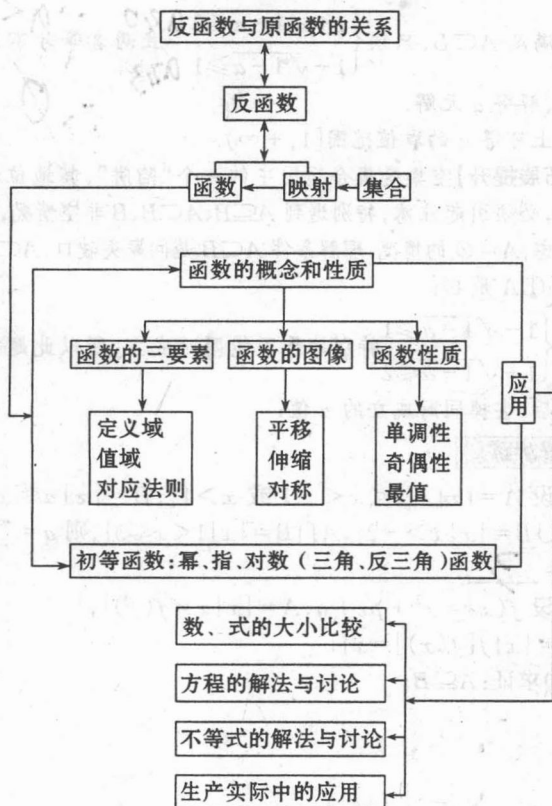 反函数与原函数的关系
反函数
函数 映射 集合
函数的概念和性质
函数的三要素 函数的图像 函数性质
应用
定义域
值域
对应法则
平移
伸缩
对称
单调性
奇偶性
最值
初等函数:幂、指、对数(三角、反三角)函数
数、式的大小比较
方程的解法与讨论
不等式的解法与讨论
生产实际中的应用